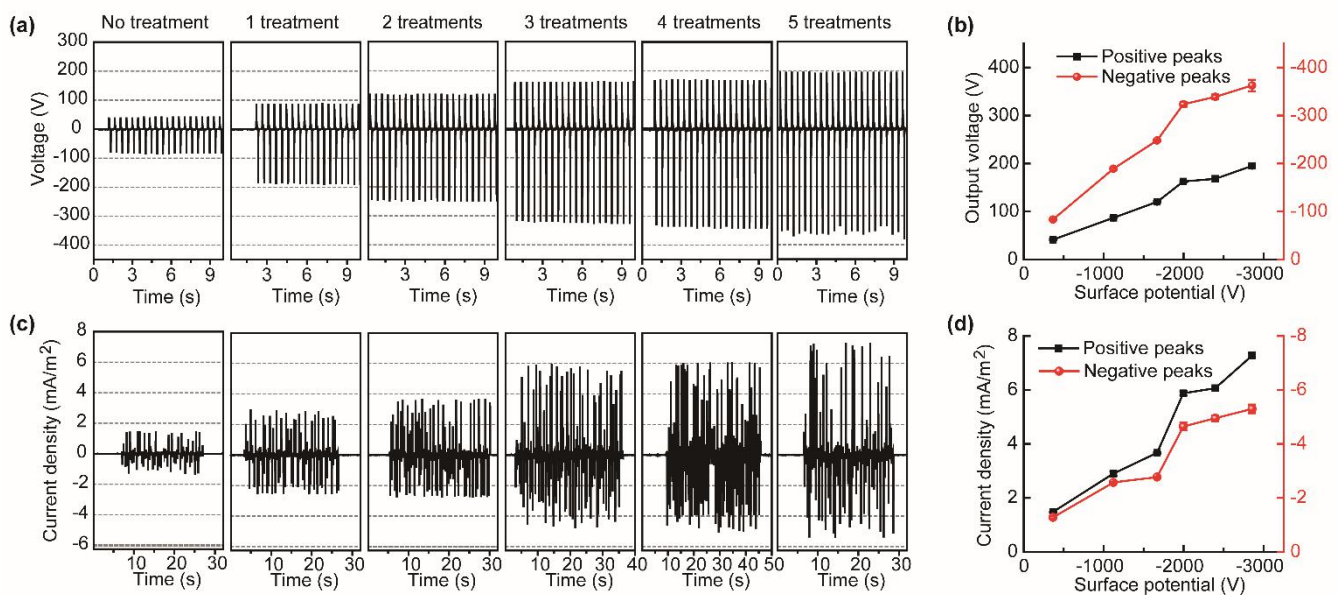 (a)
No treatment 1 treatment 2 treatments 3 treatments 4 treatments 5 treatments
Voltage (V)
300
200
100
0
-100
-200
-300
-400
0 3 6 9 0 3 6 9 0 3 6 9 0 3 6 9 0 3 6 9 0 3 6 9
Time (s) Time (s) Time (s) Time (s) Time (s) Time (s)
(b)
Positive peaks
Negative peaks
Output voltage (V)
400
300
200
100
0
-400
-300
-200
-100
0
0 -1000 -2000 -3000
Surface potential (V)
(c)
Current density (mA/m²)
8
6
4
2
0
-2
-4
-6
10 20 30 10 20 30 10 20 30 10 20 30 10 20 30 40 50 10 20 30
Time (s) Time (s) Time (s) Time (s) Time (s) Time (s)
(d)
Positive peaks
Negative peaks
Current density (mA/m²)
8
6
4
2
0
-8
-6
-4
-2
0
0 -1000 -2000 -3000
Surface potential (V)